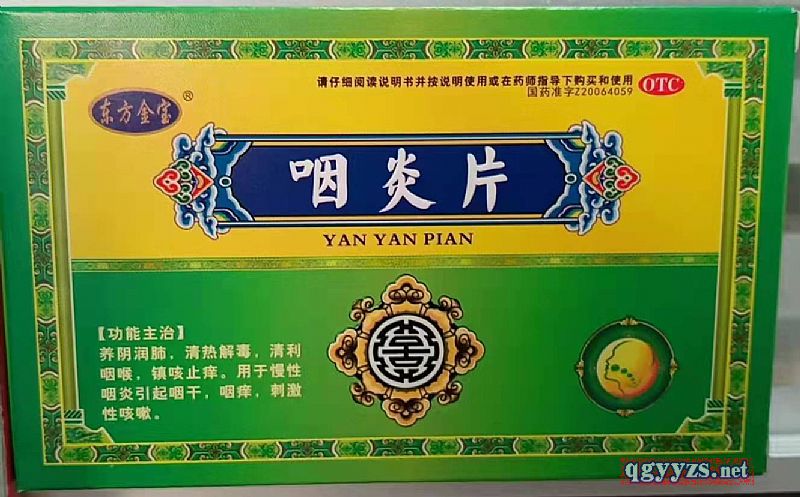 请仔细阅读说明书并按说明使用或在药师指导下购买和使用
国药准字Z20064059
OTC
东方金宝®
咽炎片
YAN YAN PIAN
【功能主治】
养阴润肺，清热解毒，清利
咽喉，镇咳止痒。用于慢性
咽炎引起咽干，咽痒，刺激
性咳嗽。
qgyyzs.net